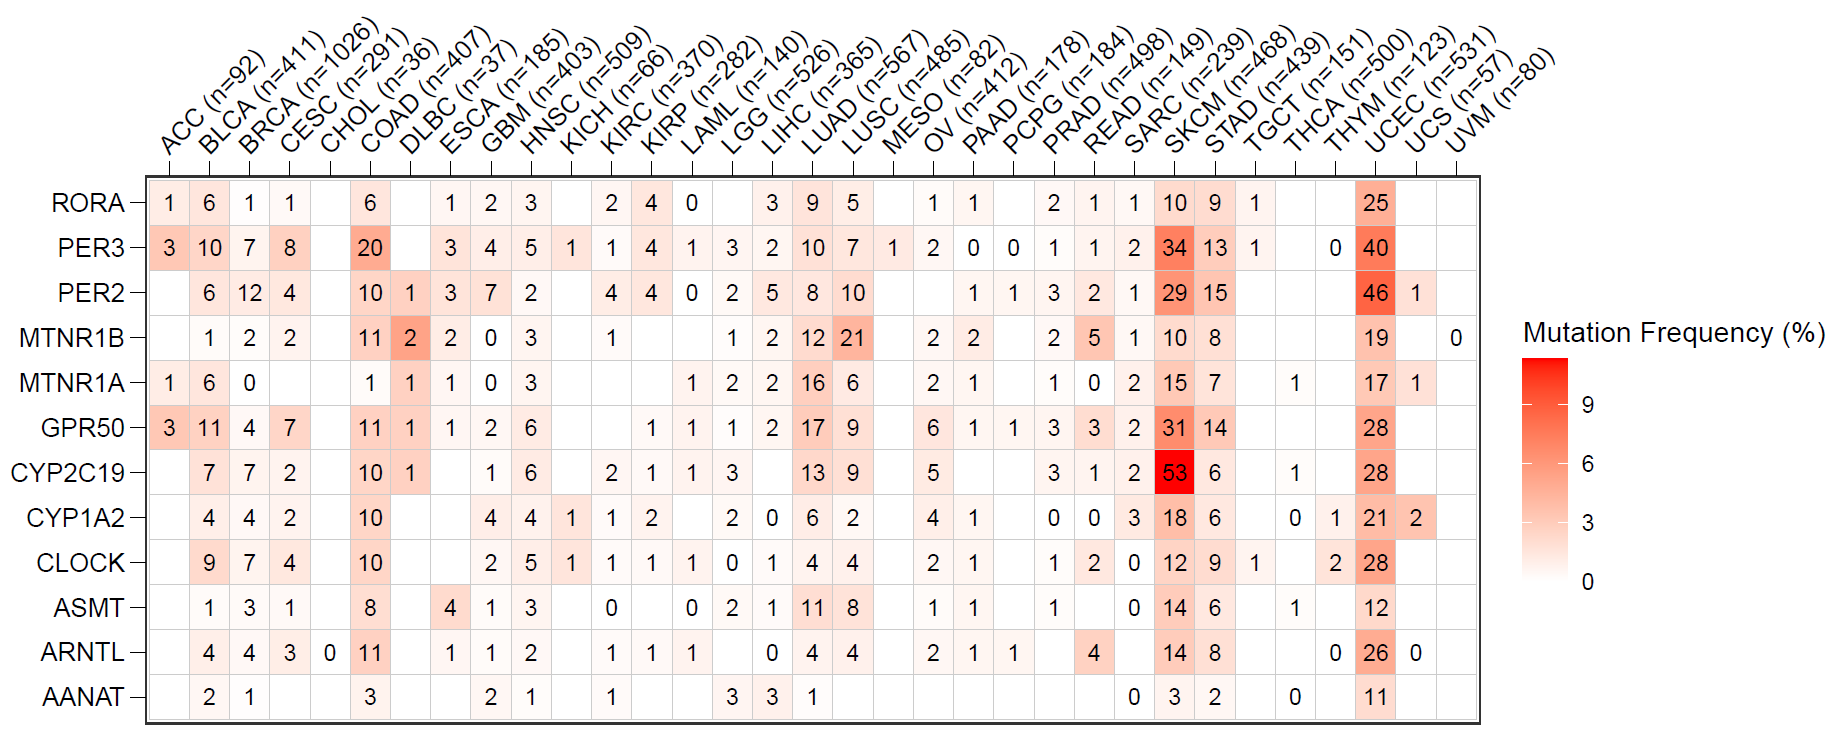 ACC (n=92) BLCA (n=411) BRCA (n=1026) CESC (n=291) CHOL (n=36) COAD (n=407) DLBC (n=37) ESCA (n=185) GBM (n=403) HNSC (n=509) KICH (n=66) KIRC (n=370) KIRP (n=282) LAML (n=140) LGG (n=526) LIHC (n=365) LUAD (n=567) LUSC (n=485) MESO (n=82) OV (n=412) PAAD (n=178) PCPG (n=184) PRAD (n=498) READ (n=149) SARC (n=239) SKCM (n=468) STAD (n=439) TGCT (n=151) THCA (n=500) THYM (n=123) UCEC (n=531) UCS (n=57) UVM (n=80)
RORA 1 6 1 1 6 1 2 3 2 4 0 3 9 5 1 1 2 1 1 10 9 1 25
PER3 3 10 7 8 20 3 4 5 1 1 4 1 3 2 10 7 1 2 0 0 1 1 2 34 13 1 0 40
PER2 6 12 4 10 1 3 7 2 4 4 0 2 5 8 10 1 1 3 2 1 29 15 46 1
MTNR1B 1 2 2 11 2 2 0 3 1 1 2 12 21 2 2 2 5 1 10 8 19 0
MTNR1A 1 6 0 1 1 1 0 3 1 2 2 16 6 2 1 1 0 2 15 7 1 17 1
GPR50 3 11 4 7 11 1 1 2 6 1 1 1 2 17 9 6 1 1 3 3 2 31 14 28
CYP2C19 7 7 2 10 1 1 6 2 1 1 3 13 9 5 3 1 2 53 6 1 28
CYP1A2 4 4 2 10 4 4 1 1 2 2 0 6 2 4 1 0 0 3 18 6 0 1 21 2
CLOCK 9 7 4 10 2 5 1 1 1 1 0 1 4 4 2 1 1 2 0 12 9 1 2 28
ASMT 1 3 1 8 4 1 3 0 0 2 1 11 8 1 1 1 0 14 6 1 12
ARNTL 4 4 3 0 11 1 1 2 1 1 1 0 4 4 2 1 1 4 14 8 0 26 0
AANAT 2 1 3 2 1 1 3 3 1 0 3 2 0 11
Mutation Frequency (%)
9
6
3
0